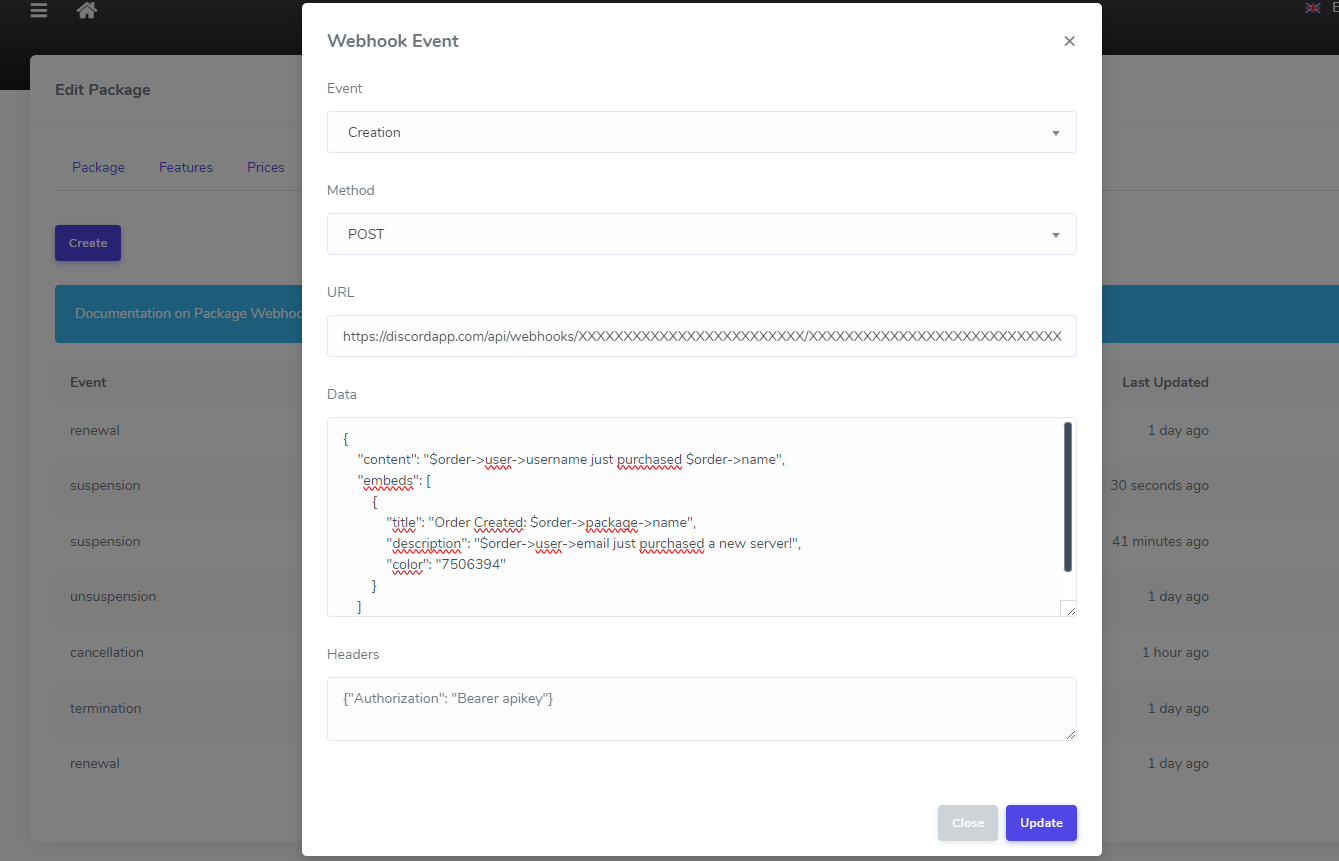 Webhook Event
×
Edit Package
Event
Creation
Package Features Prices
Method
POST
Create
URL
Documentation on Package Webhoo
https://discordapp.com/api/webhooks/XXXXXXXXXXXXXXXXXXXXXXXXX/XXXXXXXXXXXXXXXXXXXXXXXXXXXX
Event
Last Updated
Data
{
"content": "$order->user->username just purchased $order->name",
"embeds": [
{
"title": "Order Created: $order->package->name",
"description": "$order->user->email just purchased a new server!",
"color": "7506394"
}
]
renewal
1 day ago
suspension
30 seconds ago
suspension
41 minutes ago
unsuspension
1 day ago
cancellation
1 hour ago
termination
1 day ago
renewal
1 day ago
Headers
{"Authorization": "Bearer apikey"}
Close
Update